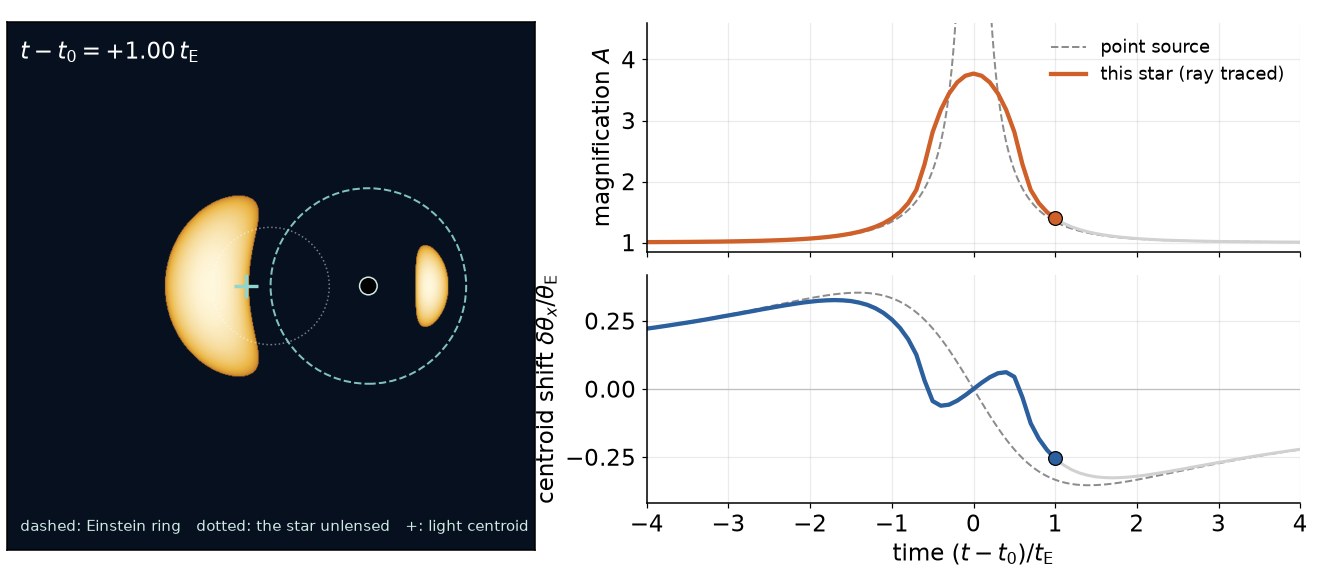 t − t₀ = +1.00 t_E
dashed: Einstein ring dotted: the star unlensed +: light centroid
magnification A
4
3
2
1
point source
this star (ray traced)
centroid shift δθₓ/θ_E
0.25
0.00
−0.25
−4 −3 −2 −1 0 1 2 3 4
time (t − t₀)/t_E